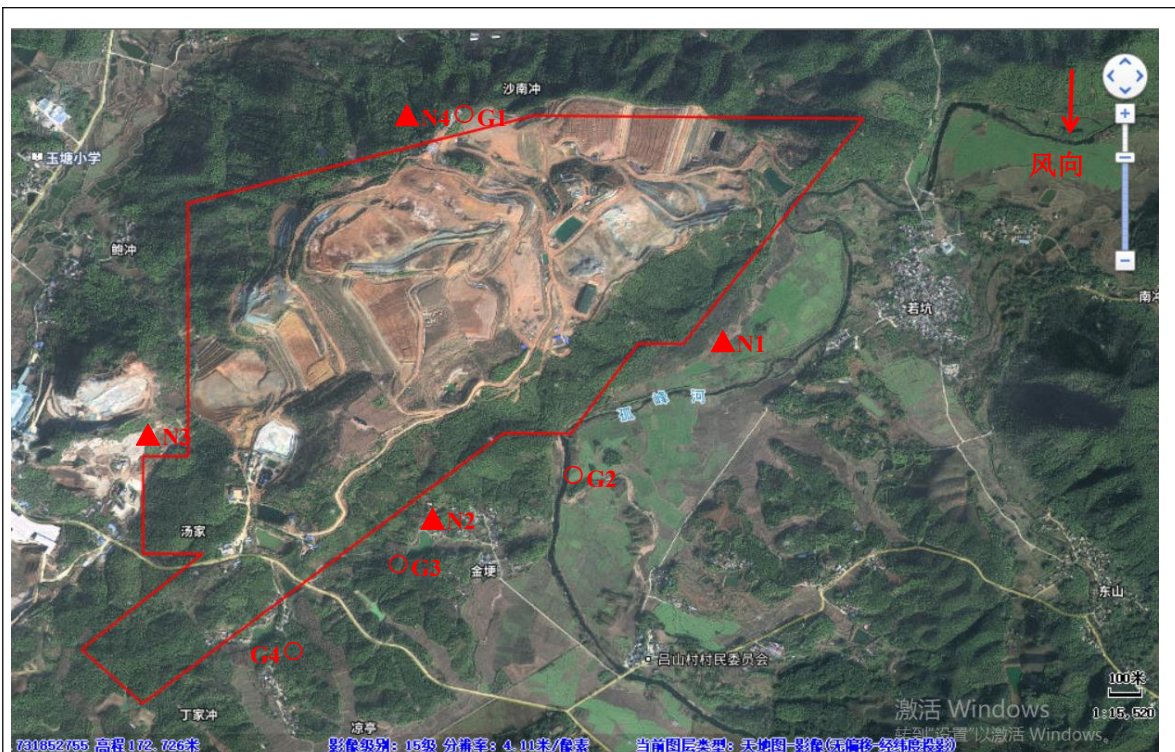 沙南冲
N4
G1
玉塘小学
风向
鲍冲
南冲
若坑
N1
孤峰河
N3
G2
汤家
N2
G3
金埂
东山
G4
吕山村村民委员会
100米
1:15,520
丁家冲
凉亭
激活 Windows
转到"设置"以激活 Windows。
731852755 高程 172.726米
影像级别: 15级 分辨率: 4.11米/像素
当前图层类型: 天地图-影像(无偏移-经纬度投影)